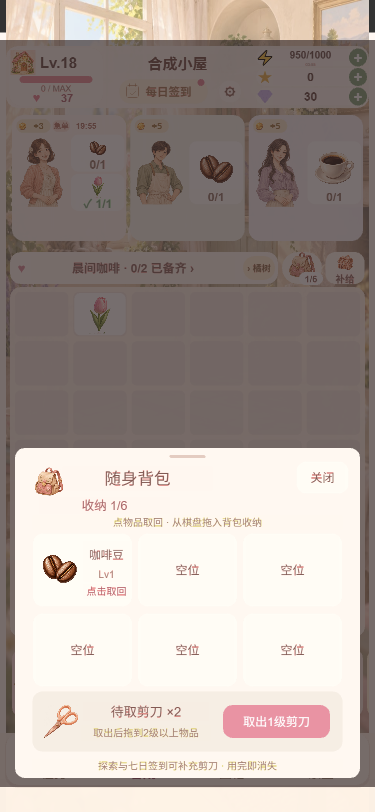 Lv.18
合成小屋
950/1000
0 / MAX
37
每日签到
0
30
+3
19:55
+5
+5
0/1
✓ 1/1
0/1
0/1
晨间咖啡 · 0/2 已备齐 ›
‹ 橘树
1/6
补给
随身背包
关闭
收纳 1/6
点物品取回 · 从棋盘拖入背包收纳
咖啡豆
Lv1
点击取回
空位
空位
空位
空位
空位
待取剪刀 ×2
取出后拖到2级以上物品
取出1级剪刀
探索与七日签到可补充剪刀 · 用完即消失